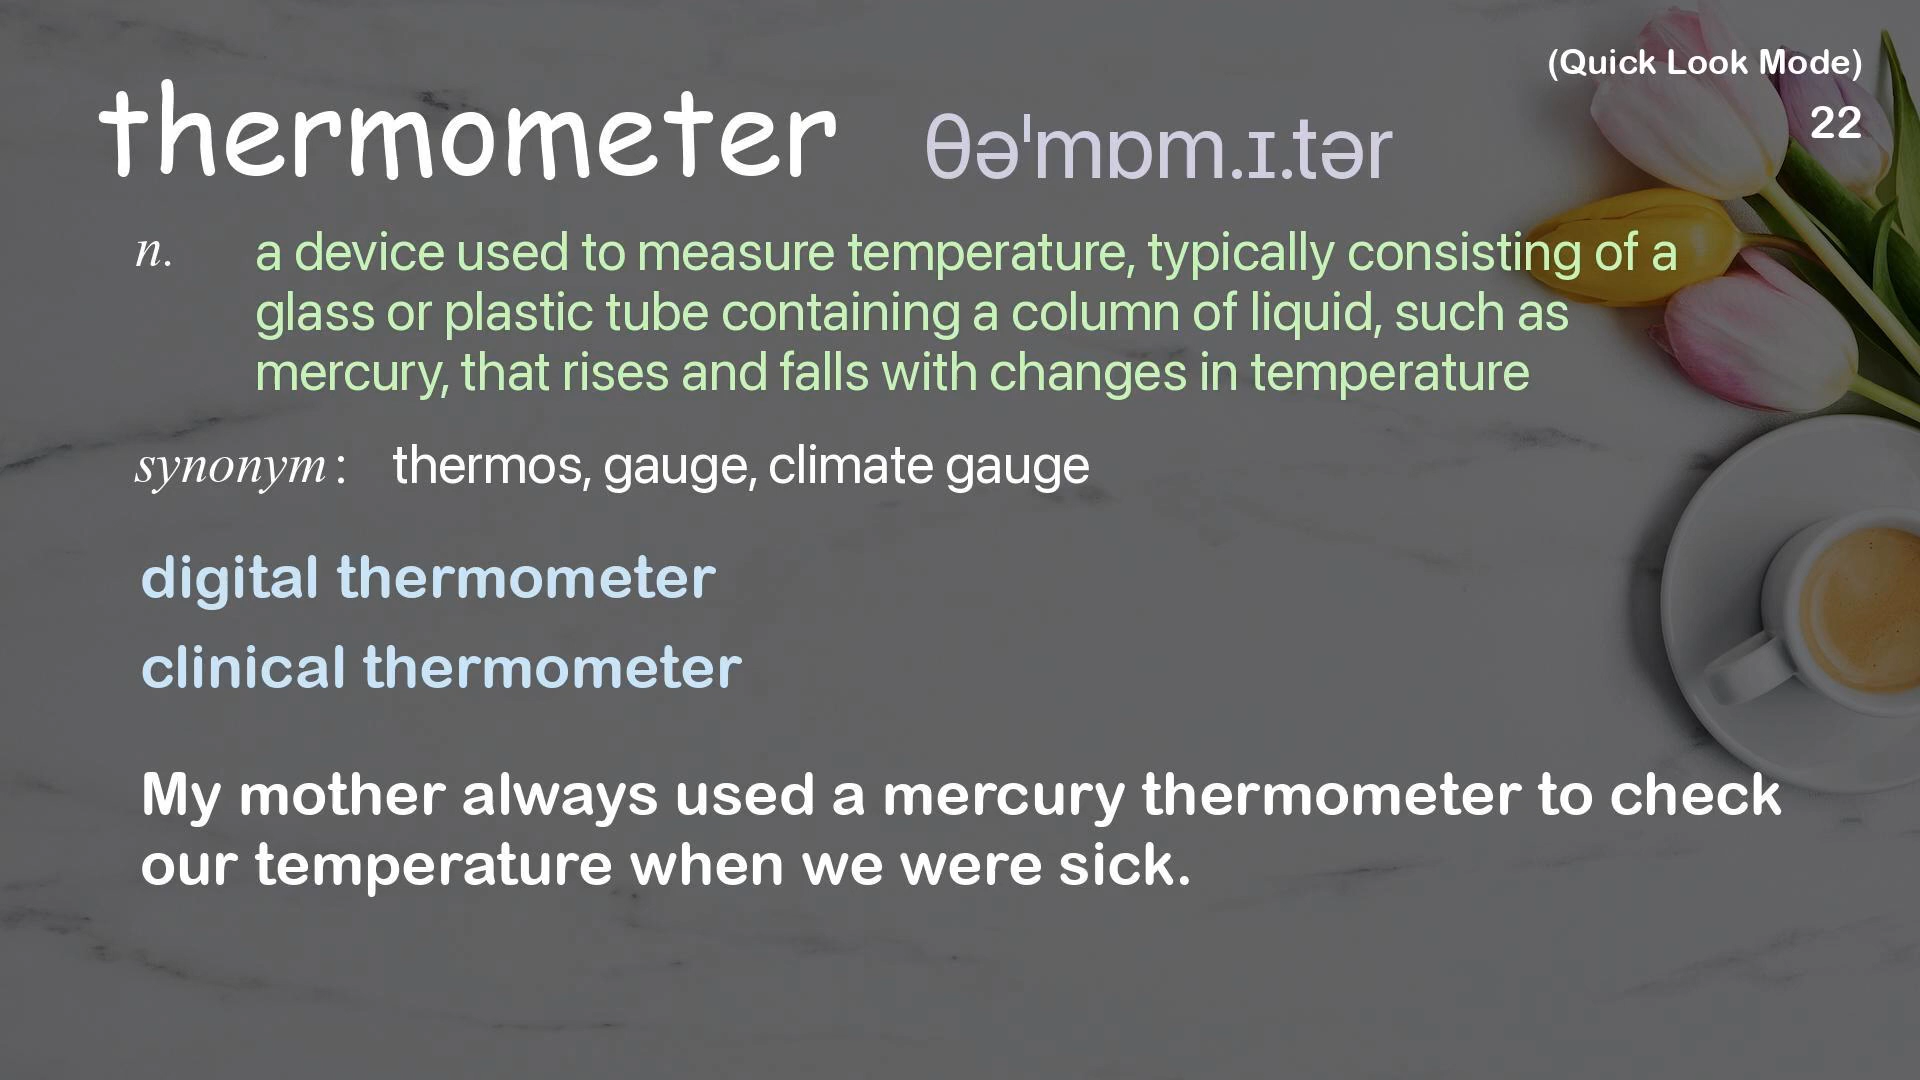 (Quick Look Mode)
22
thermometer θəˈmɒm.ɪ.tər
n. a device used to measure temperature, typically consisting of a
glass or plastic tube containing a column of liquid, such as
mercury, that rises and falls with changes in temperature
synonym: thermos, gauge, climate gauge
digital thermometer
clinical thermometer
My mother always used a mercury thermometer to check
our temperature when we were sick.